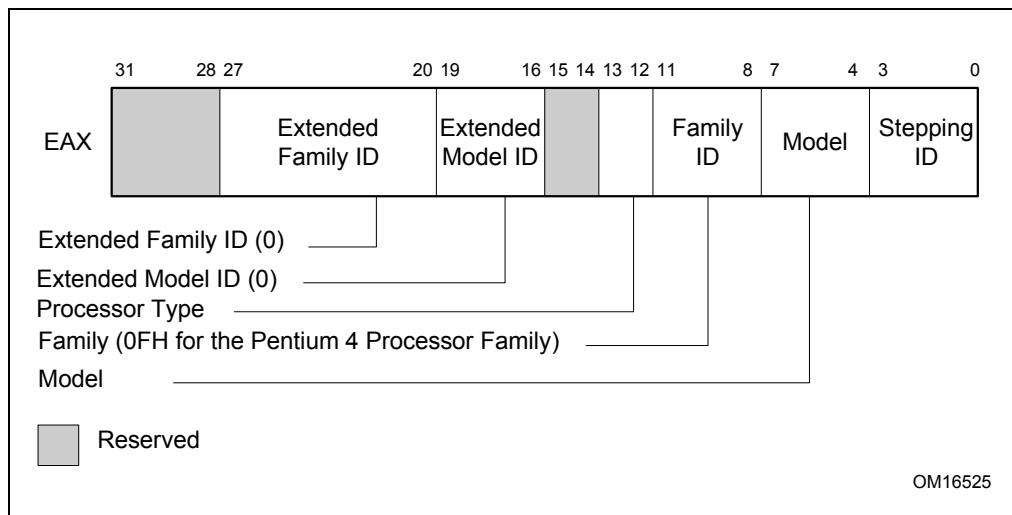 31 28 27 20 19 16 15 14 13 12 11 8 7 4 3 0
EAX
Extended Family ID
Extended Model ID
Family ID
Model
Stepping ID
Extended Family ID (0)
Extended Model ID (0)
Processor Type
Family (0FH for the Pentium 4 Processor Family)
Model
Reserved
OM16525